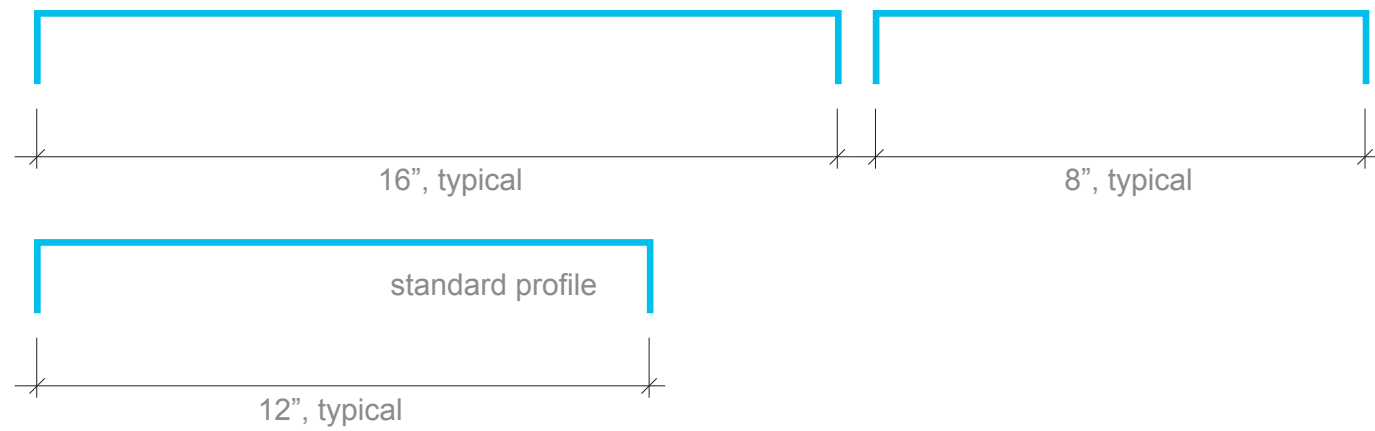 16”, typical
8”, typical
standard profile
12”, typical